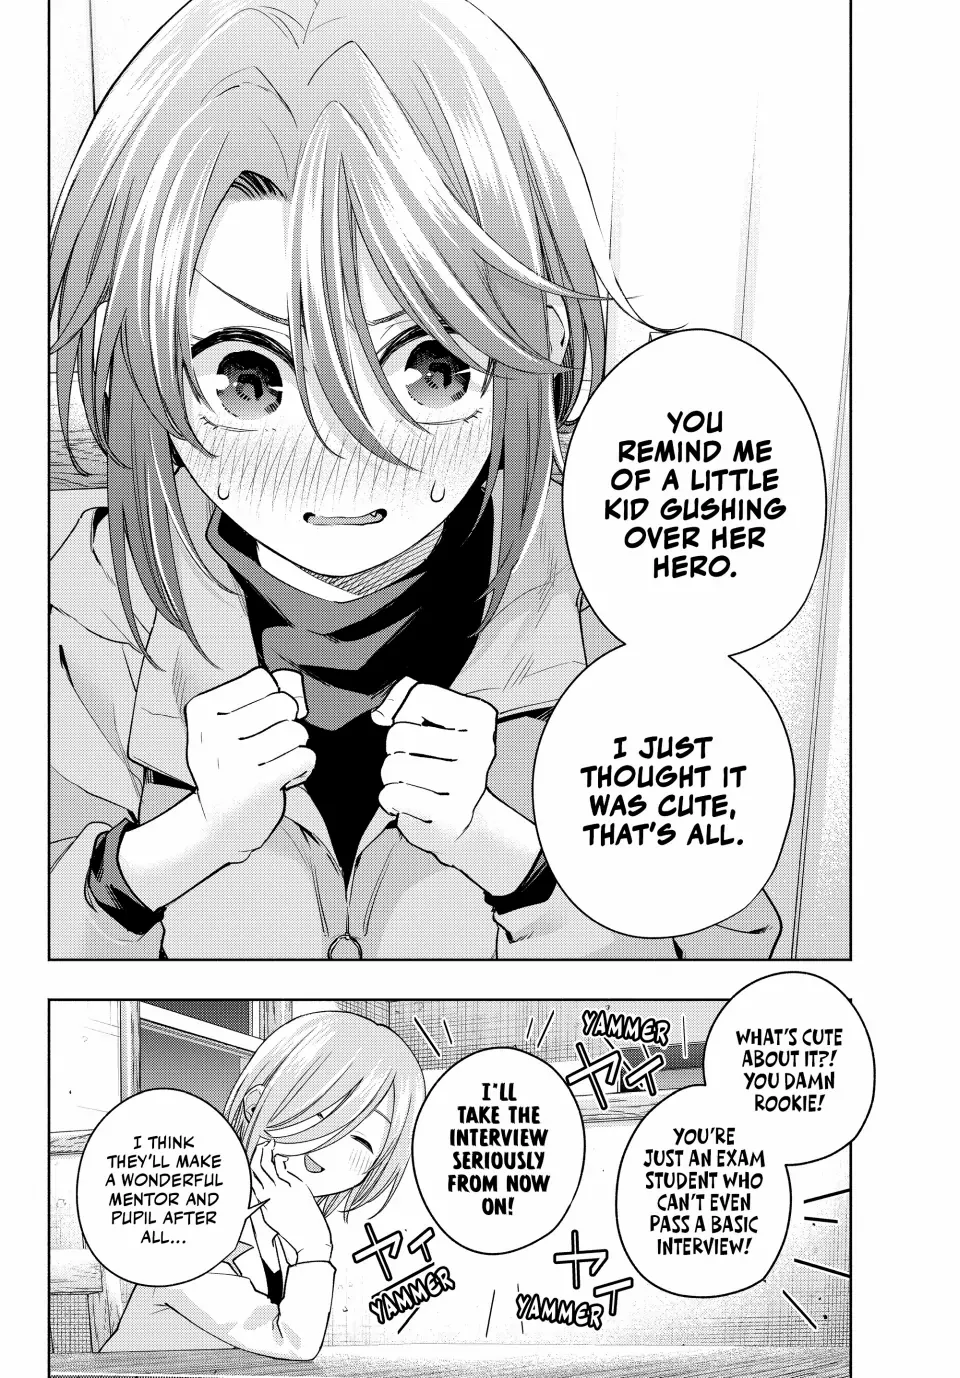 YOU
REMIND ME
OF A LITTLE
KID GUSHING
OVER HER
HERO.
I JUST
THOUGHT IT
WAS CUTE,
THAT'S ALL.
WHAT'S CUTE
ABOUT IT?!
YOU DAMN
ROOKIE!
YOU'RE
JUST AN EXAM
STUDENT WHO
CAN'T EVEN
PASS A BASIC
INTERVIEW!
YAMMER
ヤイ
I'LL
TAKE THE
INTERVIEW
SERIOUSLY
FROM NOW
ON!
ヤイ
YAMMER
ヤイ
YAMMER
I THINK
THEY'LL MAKE
A WONDERFUL
MENTOR AND
PUPIL AFTER
ALL...